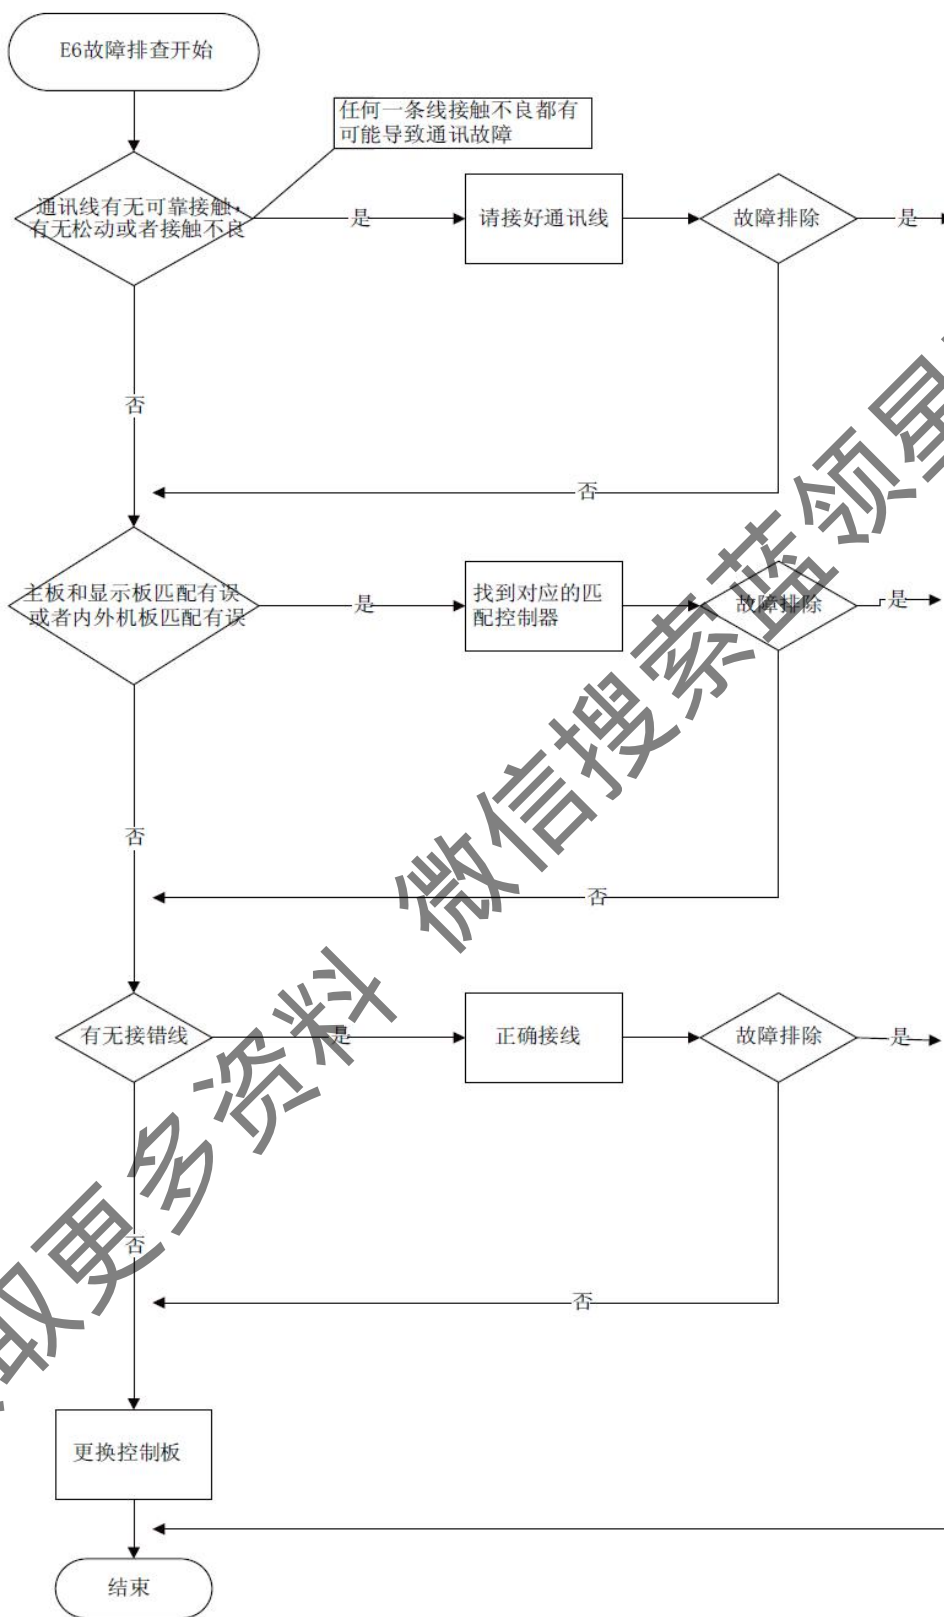 E6故障排查开始
任何一条线接触不良都有
可能导致通讯故障
通讯线有无可靠接触，
有无松动或者接触不良
是
请接好通讯线
故障排除
是
否
否
主板和显示板匹配有误
或者内外机板匹配有误
是
找到对应的匹
配控制器
故障排除
是
否
否
有无接错线
是
正确接线
故障排除
是
否
否
更换控制板
结束
取更多资料 微信搜索蓝领星